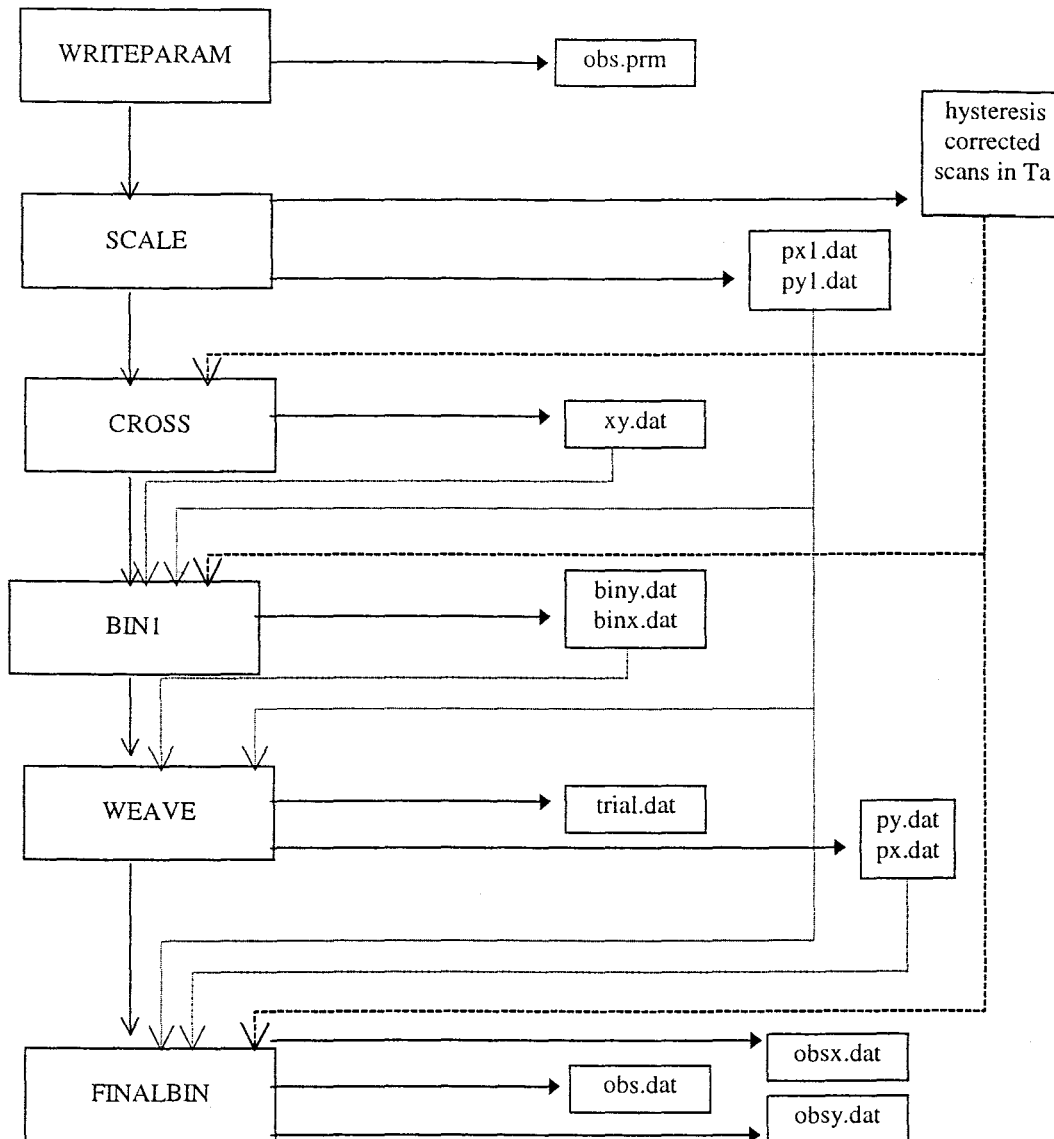 WRITEPARAM
obs.prm
hysteresis
corrected
scans in Ta
SCALE
px1.dat
py1.dat
CROSS
xy.dat
BIN1
biny.dat
binx.dat
WEAVE
trial.dat
py.dat
px.dat
FINALBIN
obsx.dat
obs.dat
obsy.dat